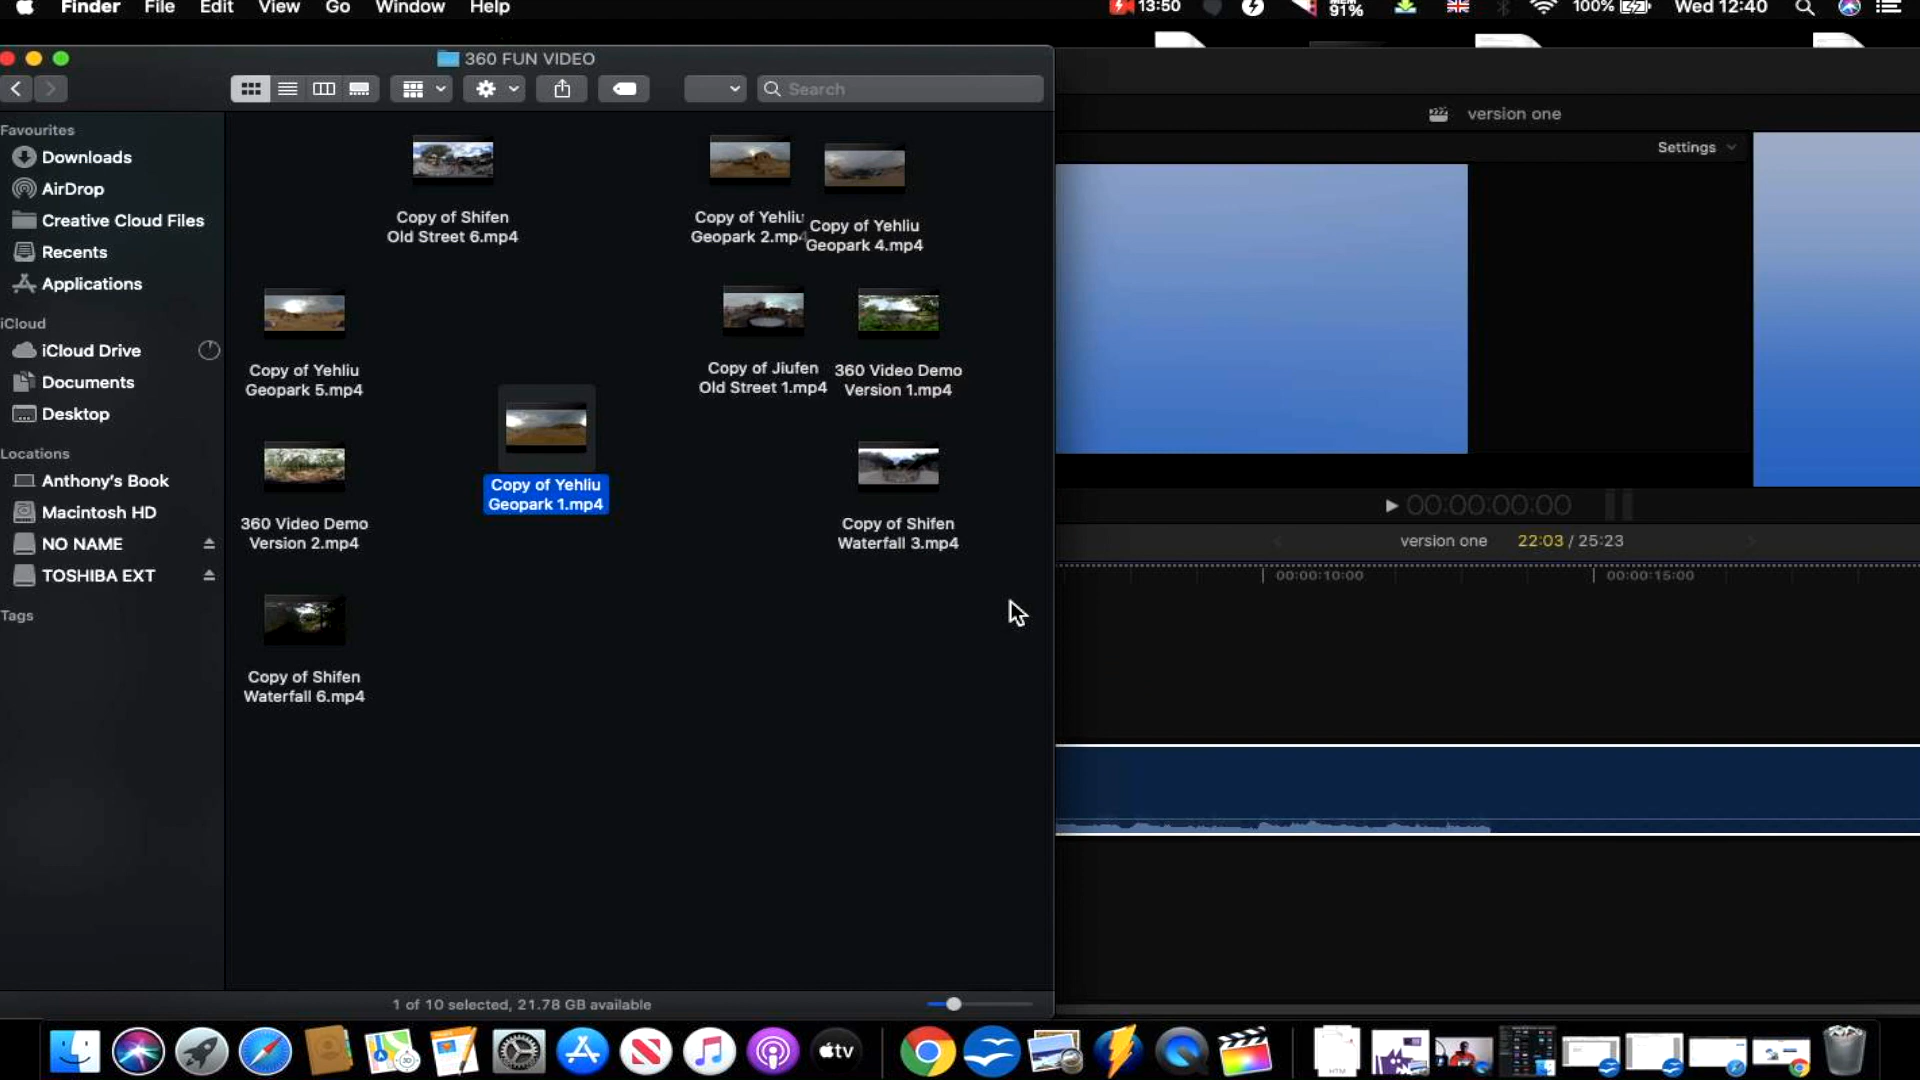 Finder File Edit View Go Window Help
13:50 MEM 91% 100% Wed 12:40
360 FUN VIDEO
Search
Favourites
Downloads
AirDrop
Creative Cloud Files
Recents
Applications
iCloud
iCloud Drive
Documents
Desktop
Locations
Anthony's Book
Macintosh HD
NO NAME
TOSHIBA EXT
Tags
Copy of Shifen
Old Street 6.mp4
Copy of Yehliu
Geopark 2.mp4
Copy of Yehliu
Geopark 4.mp4
Copy of Yehliu
Geopark 5.mp4
Copy of Jiufen
Old Street 1.mp4
360 Video Demo
Version 1.mp4
360 Video Demo
Version 2.mp4
Copy of Yehliu
Geopark 1.mp4
Copy of Shifen
Waterfall 3.mp4
Copy of Shifen
Waterfall 6.mp4
1 of 10 selected, 21.78 GB available
version one
Settings
00:00:00:00
version one 22:03 / 25:23
00:00:10:00 00:00:15:00
tv
HTM